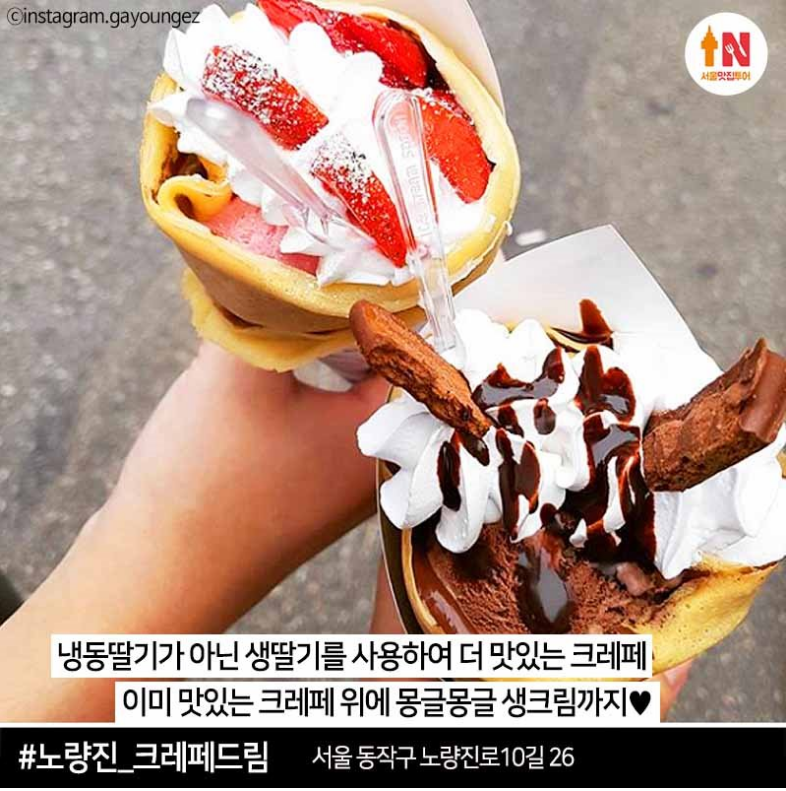 ©instagram.gayoungez
IN
서울맛집투어
냉동딸기가 아닌 생딸기를 사용하여 더 맛있는 크레페
이미 맛있는 크레페 위에 몽글몽글 생크림까지♥
#노량진_크레페드림 서울 동작구 노량진로10길 26